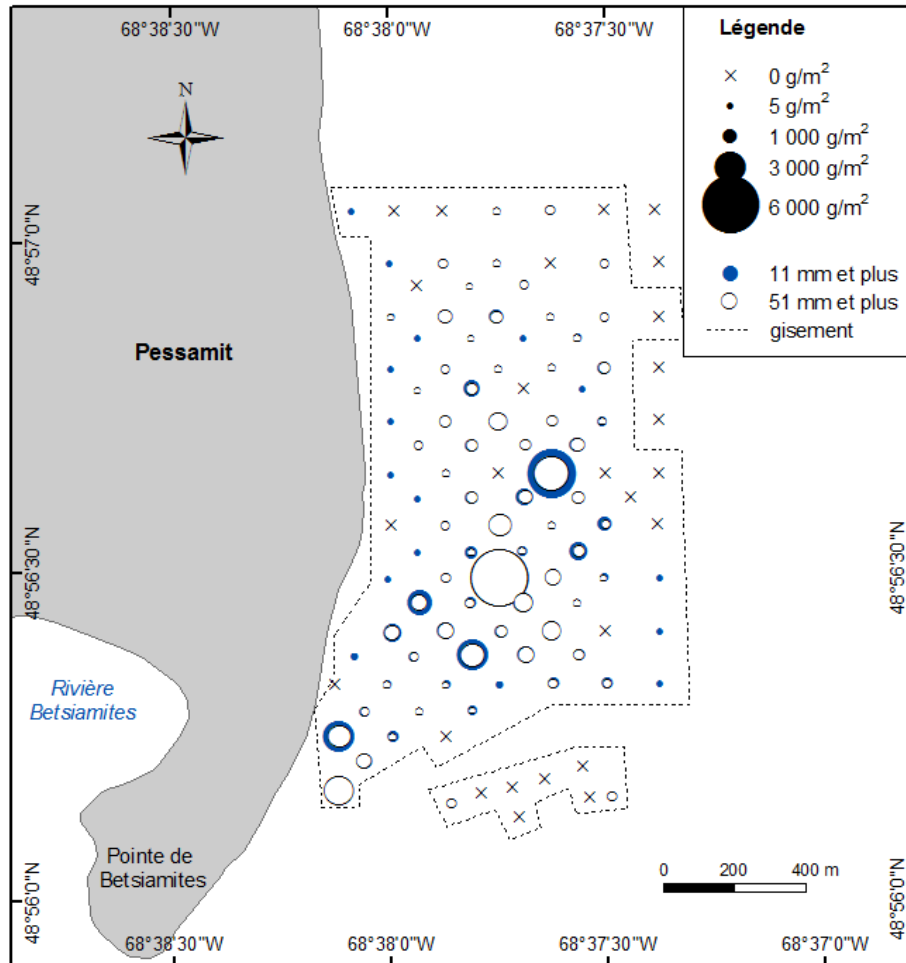 68°38'30"W 68°38'0"W 68°37'30"W
Légende
0 g/m²
5 g/m²
1 000 g/m²
3 000 g/m²
6 000 g/m²
11 mm et plus
51 mm et plus
gisement
N
48°57'0"N
Pessamit
48°56'30"N
48°56'30"N
Rivière
Betsiamites
Pointe de
Betsiamites
0 200 400 m
48°56'0"N
48°56'0"N
68°38'30"W 68°38'0"W 68°37'30"W 68°37'0"W